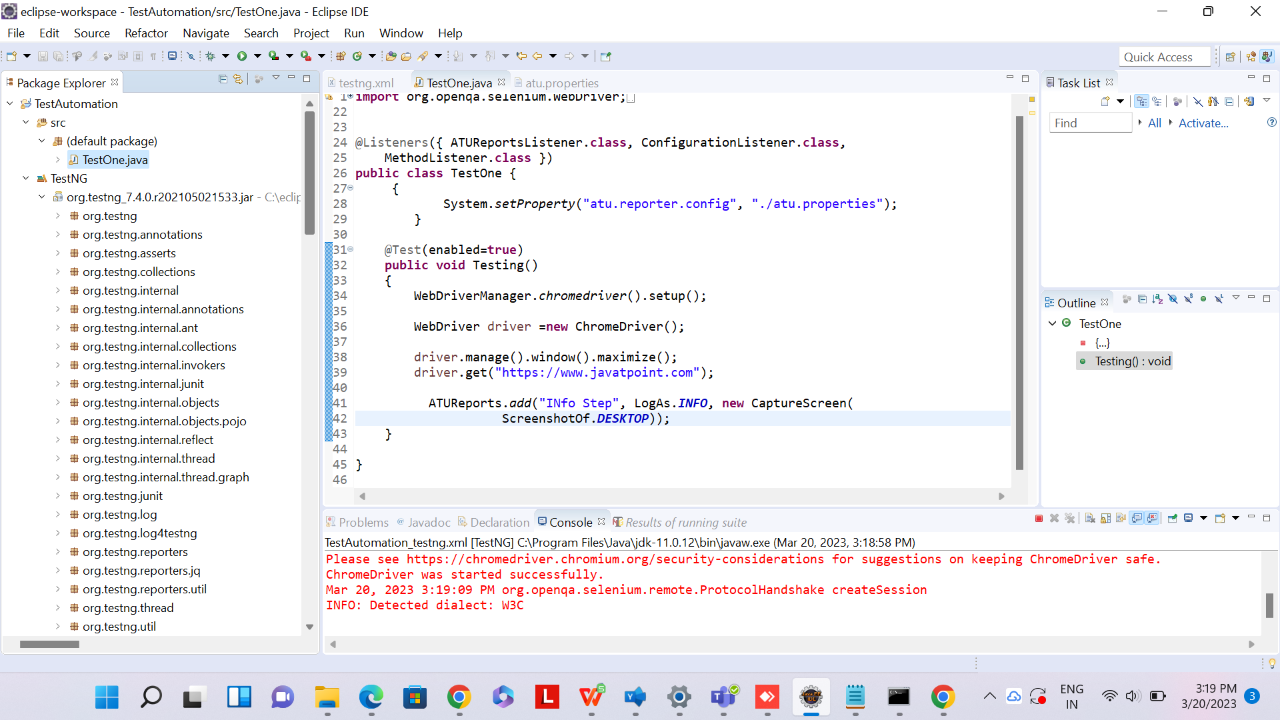 eclipse-workspace - TestAutomation/src/TestOne.java - Eclipse IDE
File Edit Source Refactor Navigate Search Project Run Window Help
Quick Access
Package Explorer
TestAutomation
src
(default package)
TestOne.java
TestNG
org.testng_7.4.0.r202105021533.jar - C:\eclip
org.testng
org.testng.annotations
org.testng.asserts
org.testng.collections
org.testng.internal
org.testng.internal.annotations
org.testng.internal.ant
org.testng.internal.collections
org.testng.internal.invokers
org.testng.internal.junit
org.testng.internal.objects
org.testng.internal.objects.pojo
org.testng.internal.reflect
org.testng.internal.thread
org.testng.internal.thread.graph
org.testng.junit
org.testng.log
org.testng.log4testng
org.testng.reporters
org.testng.reporters.jq
org.testng.reporters.util
org.testng.thread
org.testng.util
testng.xml TestOne.java atu.properties
1 import org.openqa.selenium.WebDriver;
22
23
24 @Listeners({ ATUReportsListener.class, ConfigurationListener.class,
25 MethodListener.class })
26 public class TestOne {
27 {
28 System.setProperty("atu.reporter.config", "./atu.properties");
29 }
30
31 @Test(enabled=true)
32 public void Testing()
33 {
34 WebDriverManager.chromedriver().setup();
35
36 WebDriver driver =new ChromeDriver();
37
38 driver.manage().window().maximize();
39 driver.get("https://www.javatpoint.com");
40
41 ATUReports.add("INfo Step", LogAs.INFO, new CaptureScreen(
42 ScreenshotOf.DESKTOP));
43 }
44
45 }
46
Task List
Find All Activate...
Outline
TestOne
{...}
Testing() : void
Problems Javadoc Declaration Console Results of running suite
TestAutomation_testng.xml [TestNG] C:\Program Files\Java\jdk-11.0.12\bin\javaw.exe (Mar 20, 2023, 3:18:58 PM)
Please see https://chromedriver.chromium.org/security-considerations for suggestions on keeping ChromeDriver safe.
ChromeDriver was started successfully.
Mar 20, 2023 3:19:09 PM org.openqa.selenium.remote.ProtocolHandshake createSession
INFO: Detected dialect: W3C
ENG
IN
3:19 PM
3/20/2023
3